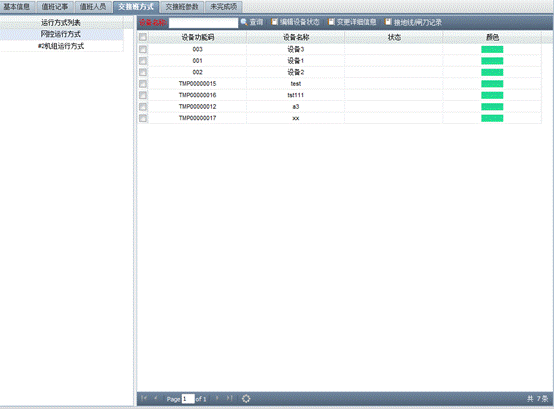 基本信息 值班记事 值班人员 交接班方式 交接班参数 未完成项
运行方式列表
网控运行方式
#2机组运行方式
设备名称 查询 编辑设备状态 变更详细信息 接地线/闸刀记录
设备功能码 设备名称 状态 颜色
003 设备3
001 设备1
002 设备2
TMP00000015 test
TMP00000016 tst111
TMP00000012 a3
TMP00000017 xx
Page 1 of 1 共 7 条